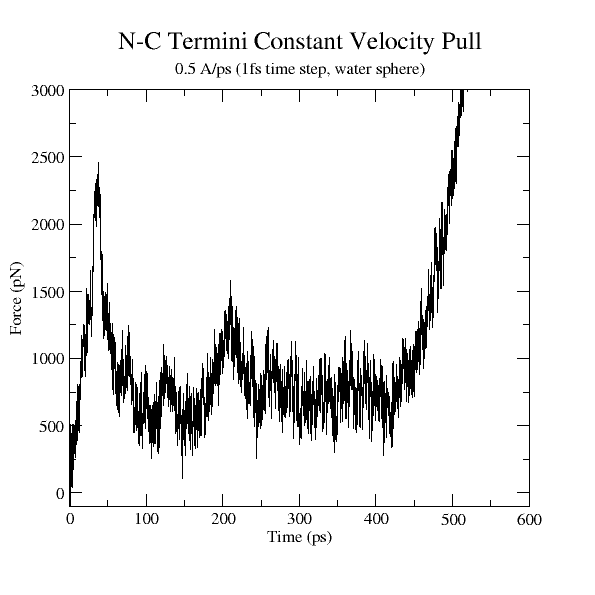 N-C Termini Constant Velocity Pull
0.5 A/ps (1fs time step, water sphere)
3000
2500
2000
1500
1000
500
0
Force (pN)
0 100 200 300 400 500 600
Time (ps)